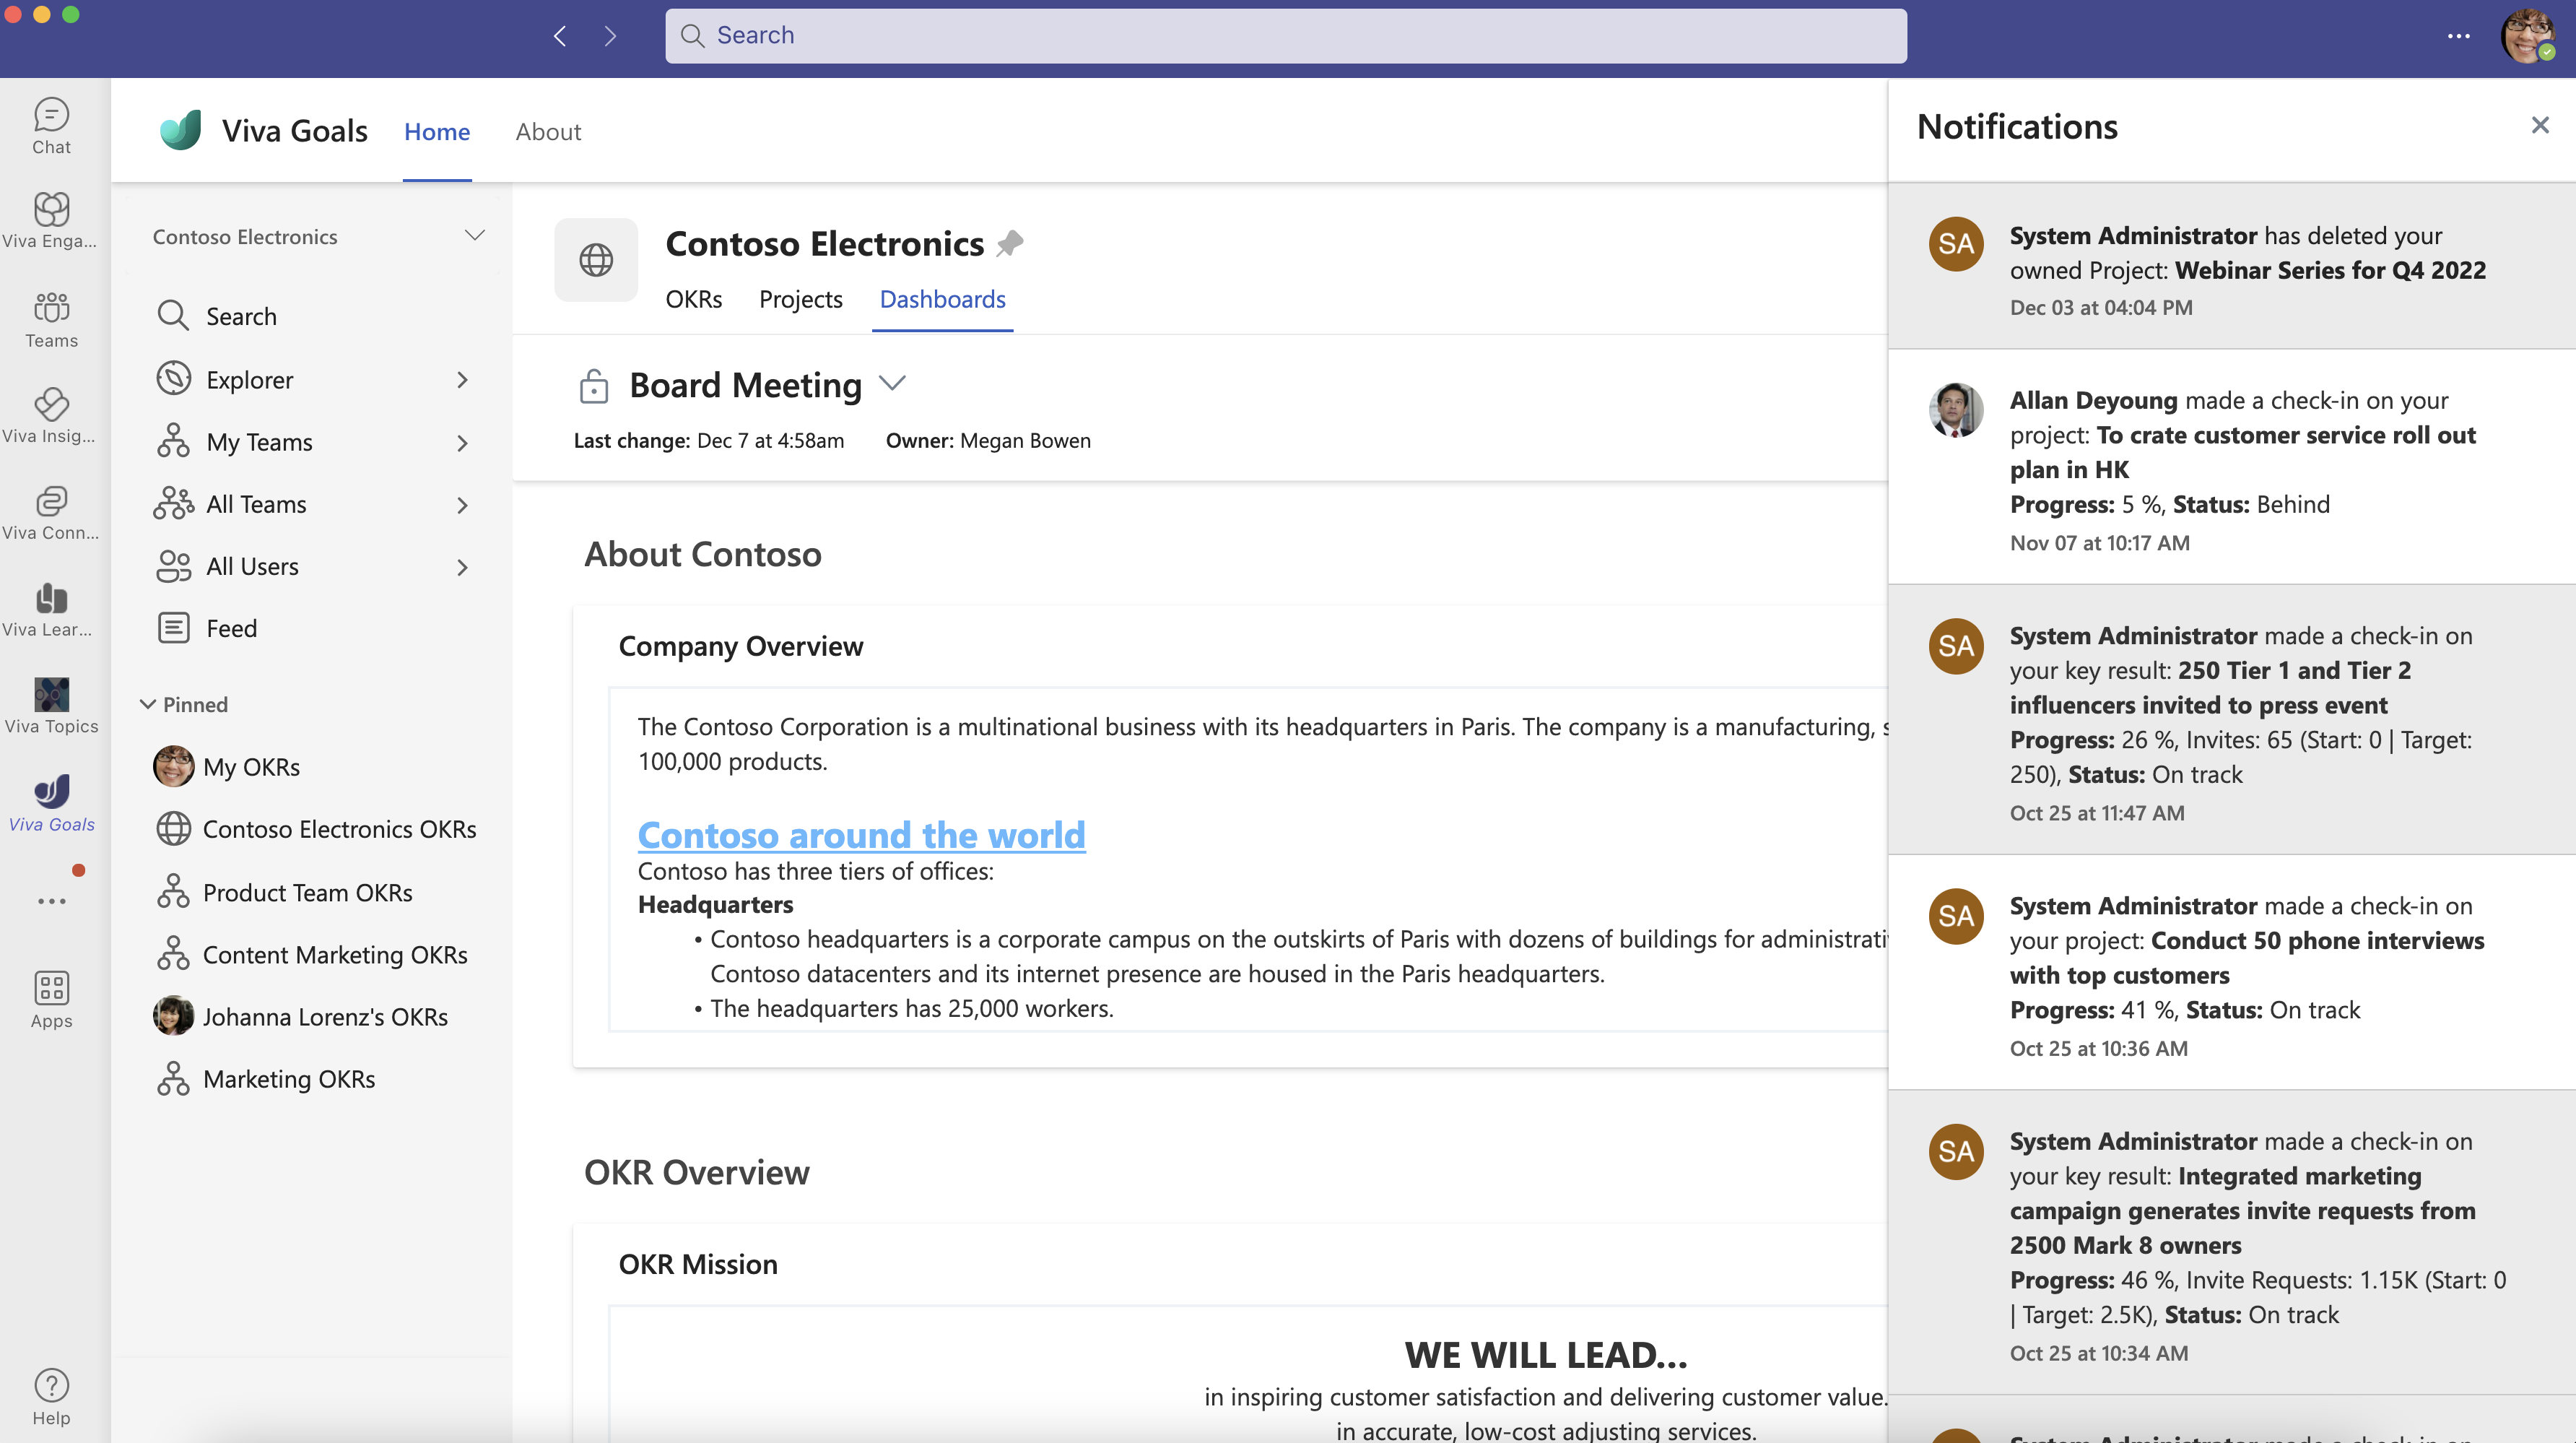 Search
Chat
Viva Enga...
Teams
Viva Insig...
Viva Conn...
Viva Lear...
Viva Topics
Viva Goals
Apps
Help
Viva Goals
Home
About
Contoso Electronics
Search
Explorer
My Teams
All Teams
All Users
Feed
Pinned
My OKRs
Contoso Electronics OKRs
Product Team OKRs
Content Marketing OKRs
Johanna Lorenz's OKRs
Marketing OKRs
Contoso Electronics
OKRs
Projects
Dashboards
Board Meeting
Last change: Dec 7 at 4:58am Owner: Megan Bowen
About Contoso
Company Overview
The Contoso Corporation is a multinational business with its headquarters in Paris. The company is a manufacturing,
100,000 products.
Contoso around the world
Contoso has three tiers of offices:
Headquarters
• Contoso headquarters is a corporate campus on the outskirts of Paris with dozens of buildings for administrati
Contoso datacenters and its internet presence are housed in the Paris headquarters.
• The headquarters has 25,000 workers.
OKR Overview
OKR Mission
WE WILL LEAD...
in inspiring customer satisfaction and delivering customer value.
in accurate, low-cost adjusting services.
Notifications
SA
System Administrator has deleted your
owned Project: Webinar Series for Q4 2022
Dec 03 at 04:04 PM
Allan Deyoung made a check-in on your
project: To crate customer service roll out
plan in HK
Progress: 5 %, Status: Behind
Nov 07 at 10:17 AM
SA
System Administrator made a check-in on
your key result: 250 Tier 1 and Tier 2
influencers invited to press event
Progress: 26 %, Invites: 65 (Start: 0 | Target:
250), Status: On track
Oct 25 at 11:47 AM
SA
System Administrator made a check-in on
your project: Conduct 50 phone interviews
with top customers
Progress: 41 %, Status: On track
Oct 25 at 10:36 AM
SA
System Administrator made a check-in on
your key result: Integrated marketing
campaign generates invite requests from
2500 Mark 8 owners
Progress: 46 %, Invite Requests: 1.15K (Start: 0
| Target: 2.5K), Status: On track
Oct 25 at 10:34 AM
System Administrator made a check-in on